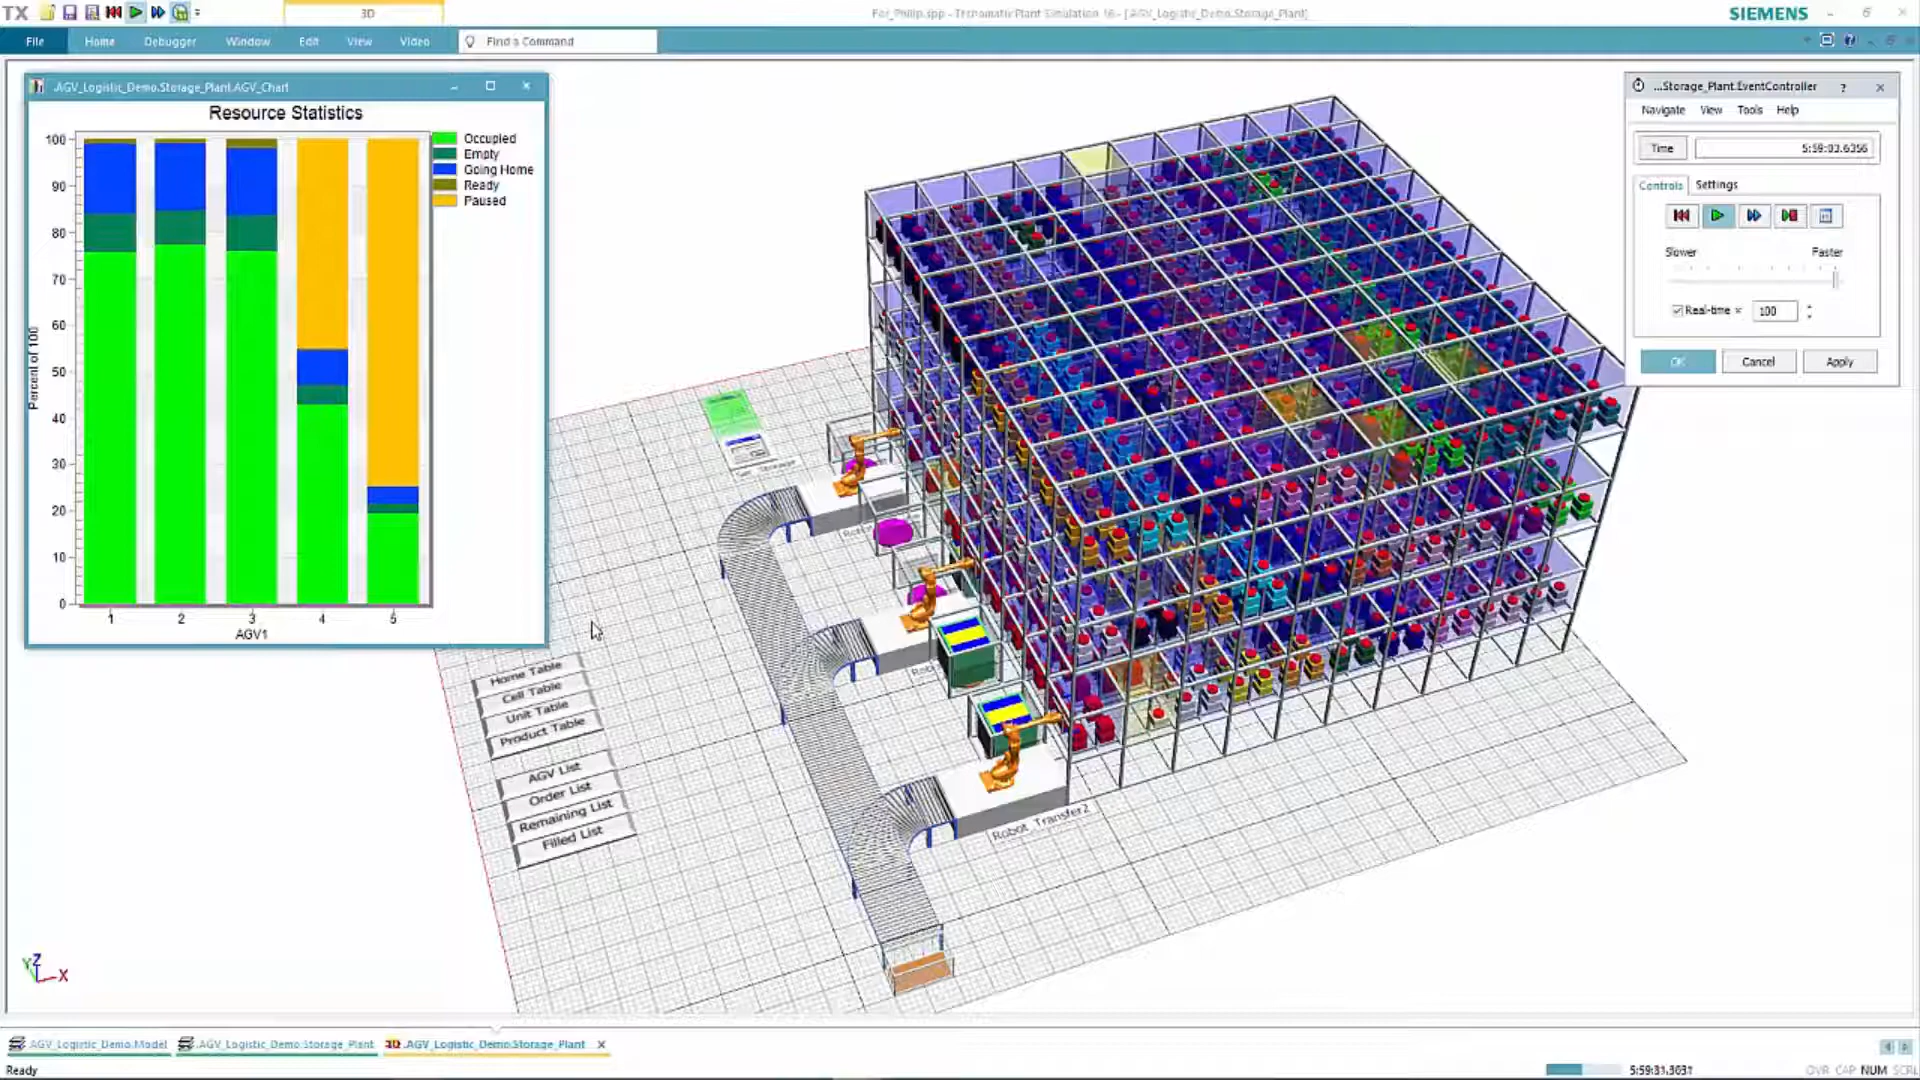 TX
3D
For_Philip.spp - Tecnomatix Plant Simulation 16 - [.AGV_Logistic_Demo.Storage_Plant]
SIEMENS
File Home Debugger Window Edit View Video Find a Command
.AGV_Logistic_Demo.Storage_Plant.AGV_Chart
Resource Statistics
Occupied
Empty
Going Home
Ready
Paused
100
90
80
70
60
50
40
30
20
10
0
Percent of 100
1 2 3 4 5
AGV1
...Storage_Plant.EventController ?
Navigate View Tools Help
Time 5:59:03.6356
Controls Settings
Slower Faster
Real-time × 100
OK Cancel Apply
Home Table
Cell Table
Unit Table
Product Table
AGV List
Order List
Remaining List
Filled List
Robot_Transfer2
Z
Y
X
.AGV_Logistic_Demo.Model .AGV_Logistic_Demo.Storage_Plant 3D .AGV_Logistic_Demo.Storage_Plant
Ready 5:59:31.3031 OVR CAP NUM SCRL